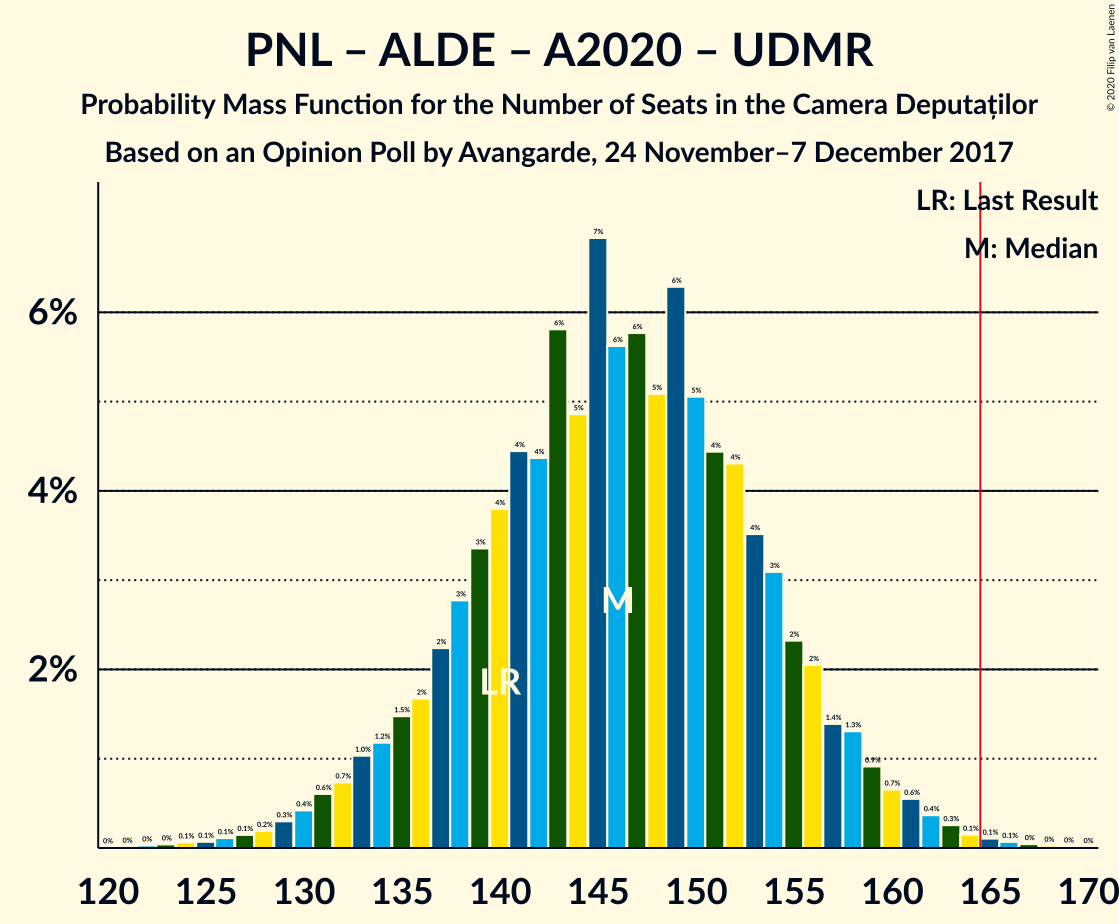 PNL – ALDE – A2020 – UDMR
Probability Mass Function for the Number of Seats in the Camera Deputaților
Based on an Opinion Poll by Avangarde, 24 November–7 December 2017
© 2020 Filip van Laenen
LR: Last Result
M: Median
6%
4%
2%
0% 0% 0% 0% 0.1% 0.1% 0.1% 0.1% 0.2% 0.3% 0.4% 0.6% 0.7% 1.0% 1.2% 1.5% 2% 2% 3% 3% 4% 4% 4% 6% 5% 7% 6% 6% 5% 6% 5% 4% 4% 4% 3% 2% 2% 1.4% 1.3% 0.9% 0.7% 0.6% 0.4% 0.3% 0.1% 0.1% 0.1% 0% 0% 0% 0%
M
LR
120 125 130 135 140 145 150 155 160 165 170